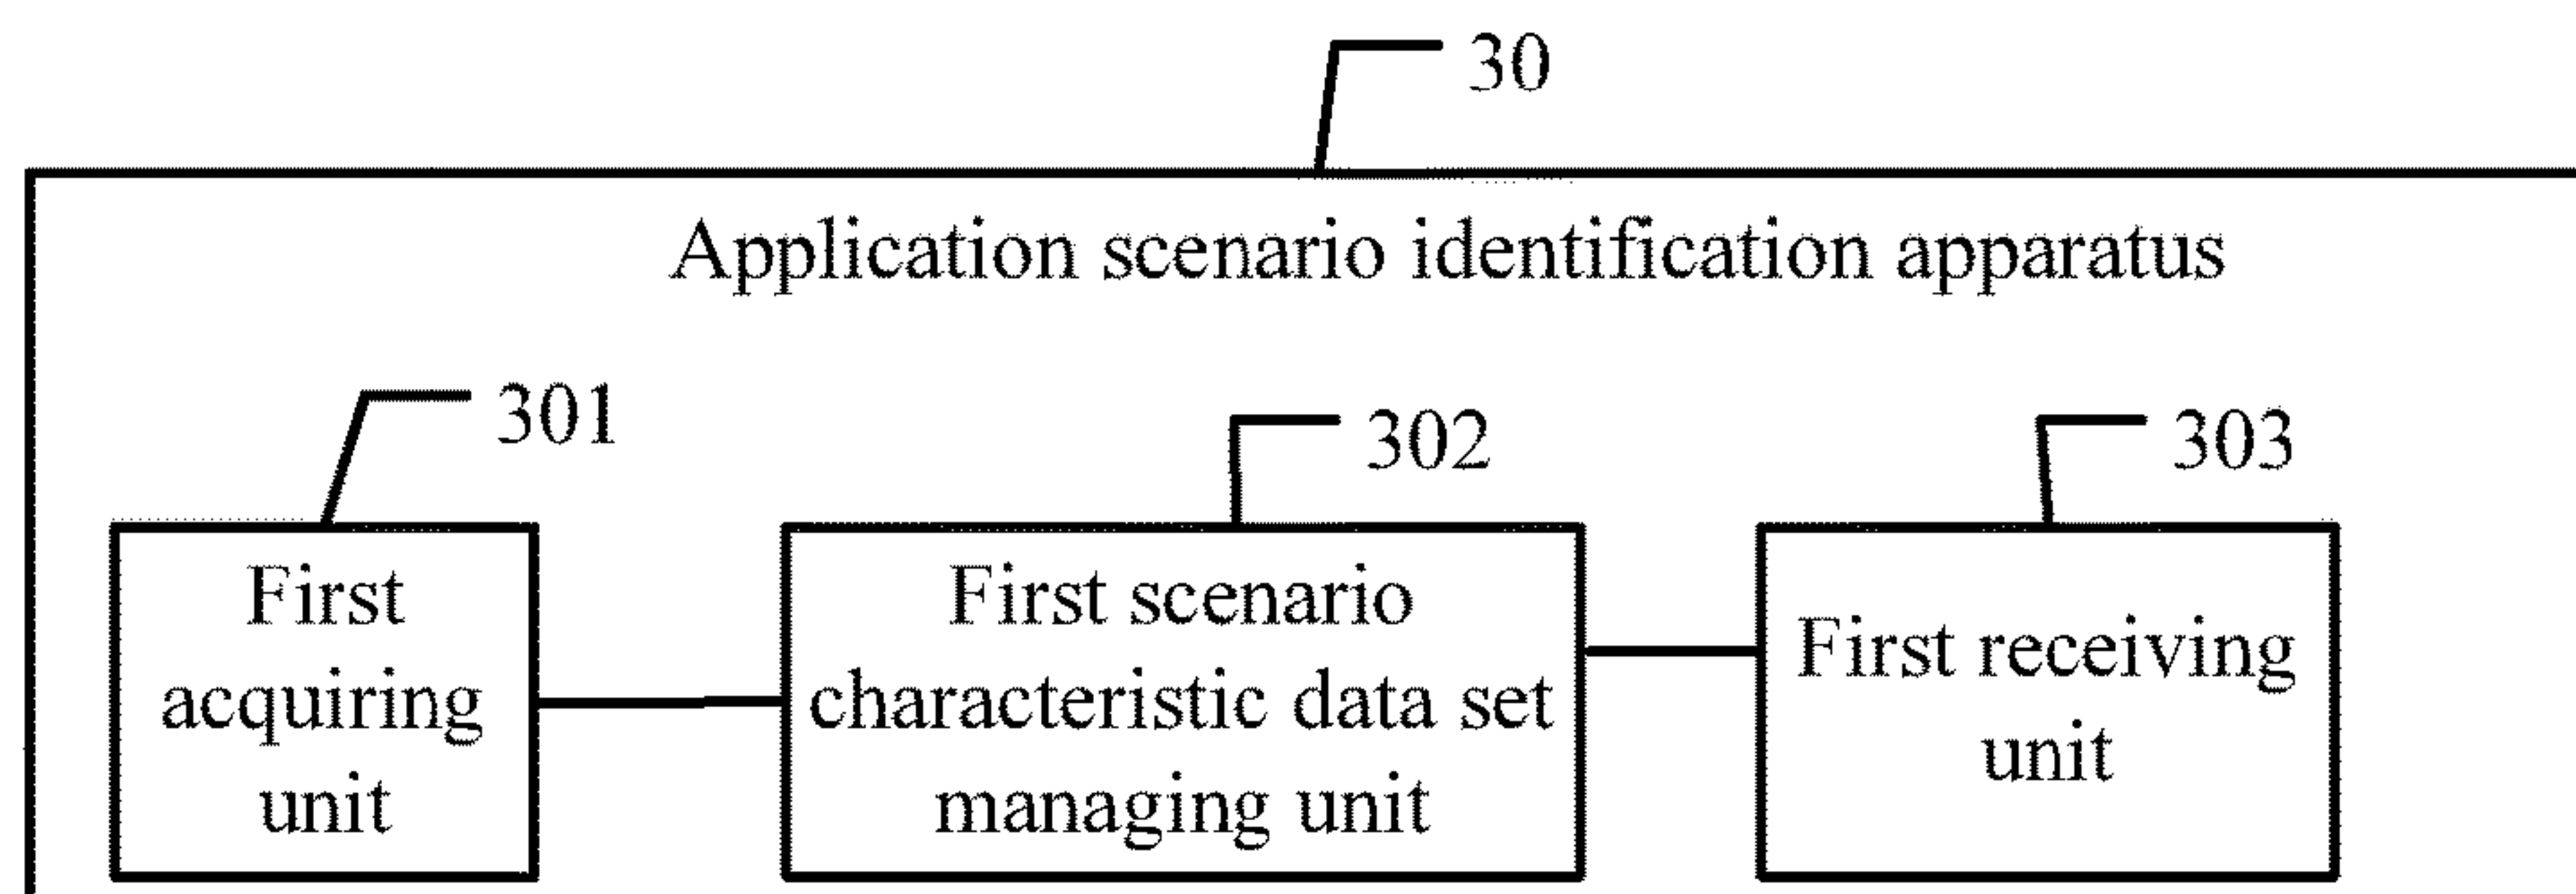 30
Application scenario identification apparatus
301
302
303
First
acquiring
unit
First scenario
characteristic data set
managing unit
First receiving
unit